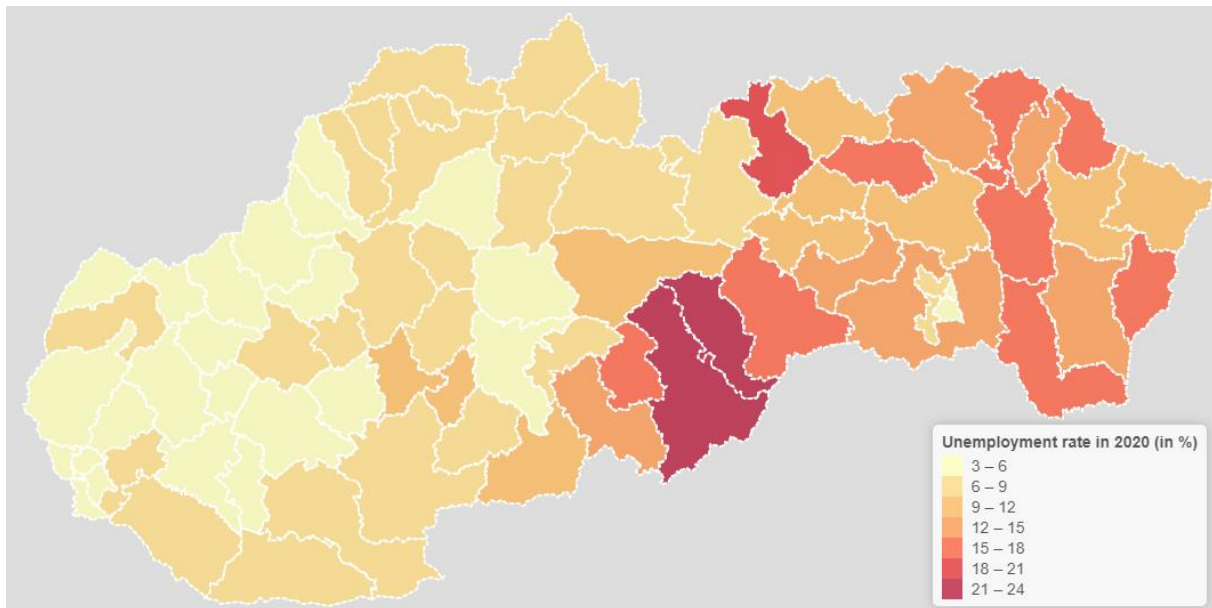 Unemployment rate in 2020 (in %)
3 – 6
6 – 9
9 – 12
12 – 15
15 – 18
18 – 21
21 – 24